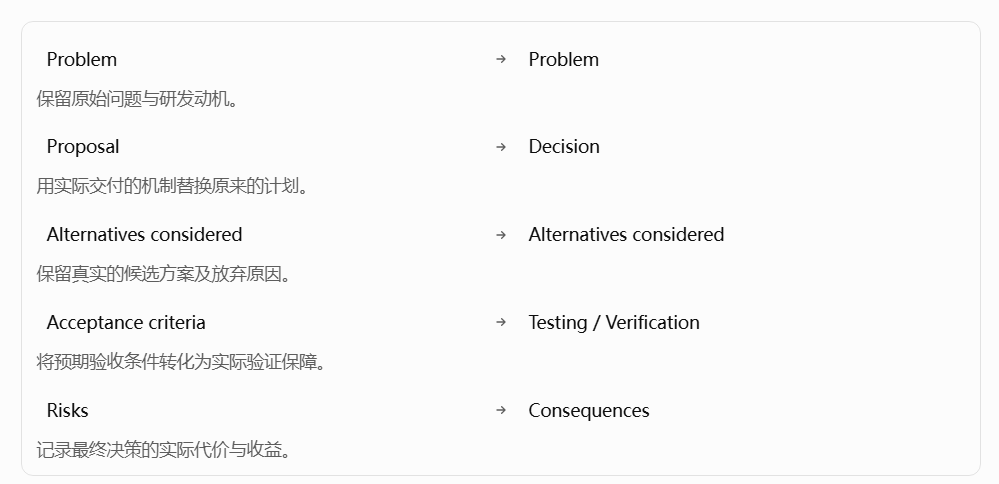 Problem → Problem
保留原始问题与研发动机。
Proposal → Decision
用实际交付的机制替换原来的计划。
Alternatives considered → Alternatives considered
保留真实的候选方案及放弃原因。
Acceptance criteria → Testing / Verification
将预期验收条件转化为实际验证保障。
Risks → Consequences
记录最终决策的实际代价与收益。